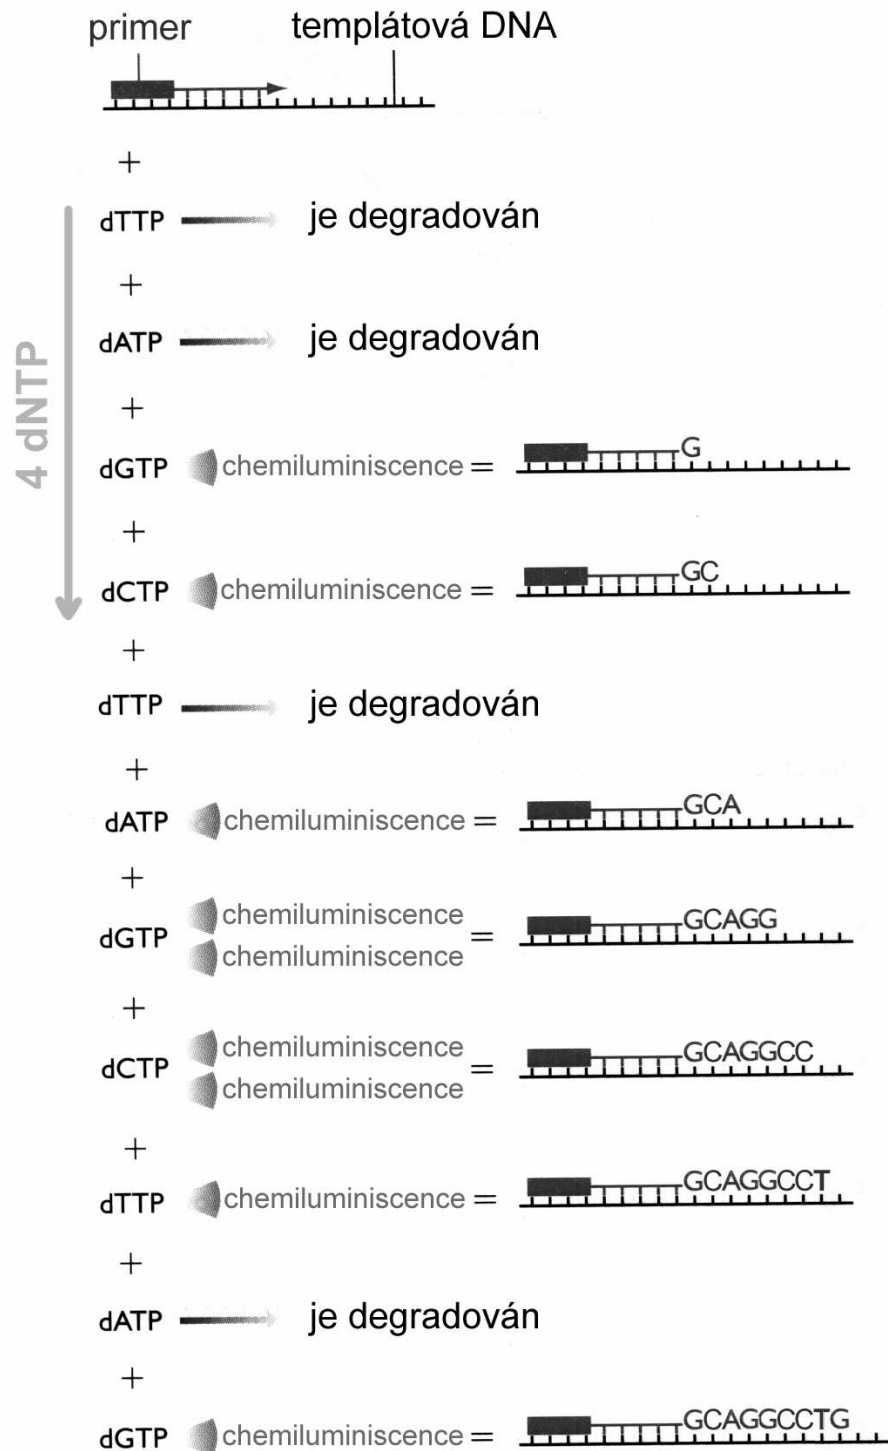 primer templátová DNA
+
dTTP je degradován
+
dATP je degradován
+
4 dNTP
dGTP chemiluminiscence = G
+
dCTP chemiluminiscence = GC
+
dTTP je degradován
+
dATP chemiluminiscence = GCA
+
chemiluminiscence
dGTP = GCAGG
chemiluminiscence
+
chemiluminiscence
dCTP = GCAGGCC
chemiluminiscence
+
dTTP chemiluminiscence = GCAGGCCT
+
dATP je degradován
+
dGTP chemiluminiscence = GCAGGCCTG